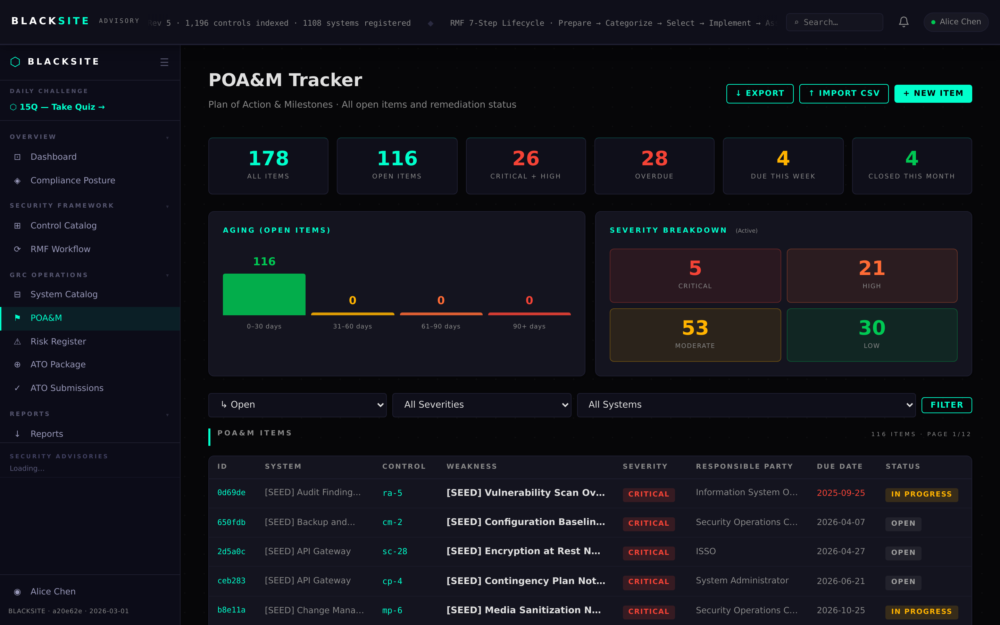 BLACKSITE ADVISORY Rev 5 · 1,196 controls indexed · 1108 systems registered ◆ RMF 7-Step Lifecycle · Prepare → Categorize → Select → Implement → Search… Alice Chen
BLACKSITE
DAILY CHALLENGE
15Q — Take Quiz →
OVERVIEW
Dashboard
Compliance Posture
SECURITY FRAMEWORK
Control Catalog
RMF Workflow
GRC OPERATIONS
System Catalog
POA&M
Risk Register
ATO Package
ATO Submissions
REPORTS
Reports
SECURITY ADVISORIES
Loading…
Alice Chen
BLACKSITE · a20e62e · 2026-03-01
POA&M Tracker
Plan of Action & Milestones · All open items and remediation status
↓ EXPORT ↑ IMPORT CSV + NEW ITEM
178 116 26 28 4 4
ALL ITEMS OPEN ITEMS CRITICAL + HIGH OVERDUE DUE THIS WEEK CLOSED THIS MONTH
AGING (OPEN ITEMS)
116 0 0 0
0–30 days 31–60 days 61–90 days 90+ days
SEVERITY BREAKDOWN (Active)
5 21
CRITICAL HIGH
53 30
MODERATE LOW
↳ Open All Severities All Systems FILTER
POA&M ITEMS 116 ITEMS · PAGE 1/12
ID SYSTEM CONTROL WEAKNESS SEVERITY RESPONSIBLE PARTY DUE DATE STATUS
0d69de [SEED] Audit Finding… ra-5 [SEED] Vulnerability Scan Ov… CRITICAL Information System O… 2025-09-25 IN PROGRESS
650fdb [SEED] Backup and… cm-2 [SEED] Configuration Baselin… CRITICAL Security Operations C… 2026-04-07 OPEN
2d5a0c [SEED] API Gateway sc-28 [SEED] Encryption at Rest N… CRITICAL ISSO 2026-04-27 OPEN
ceb283 [SEED] API Gateway cp-4 [SEED] Contingency Plan Not… CRITICAL System Administrator 2026-06-21 OPEN
b8e11a [SEED] Change Mana… mp-6 [SEED] Media Sanitization N… CRITICAL Security Operations C… 2026-10-25 IN PROGRESS